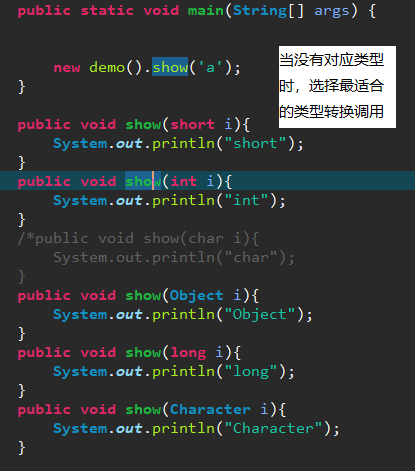 public static void main(String[] args) {
new demo().show('a');
}
当没有对应类型
时，选择最适合
的类型转换调用
public void show(short i){
System.out.println("short");
}
public void show(int i){
System.out.println("int");
}
/*public void show(char i){
System.out.println("char");
}
public void show(Object i){
System.out.println("Object");
}
public void show(long i){
System.out.println("long");
}
public void show(Character i){
System.out.println("Character");
}